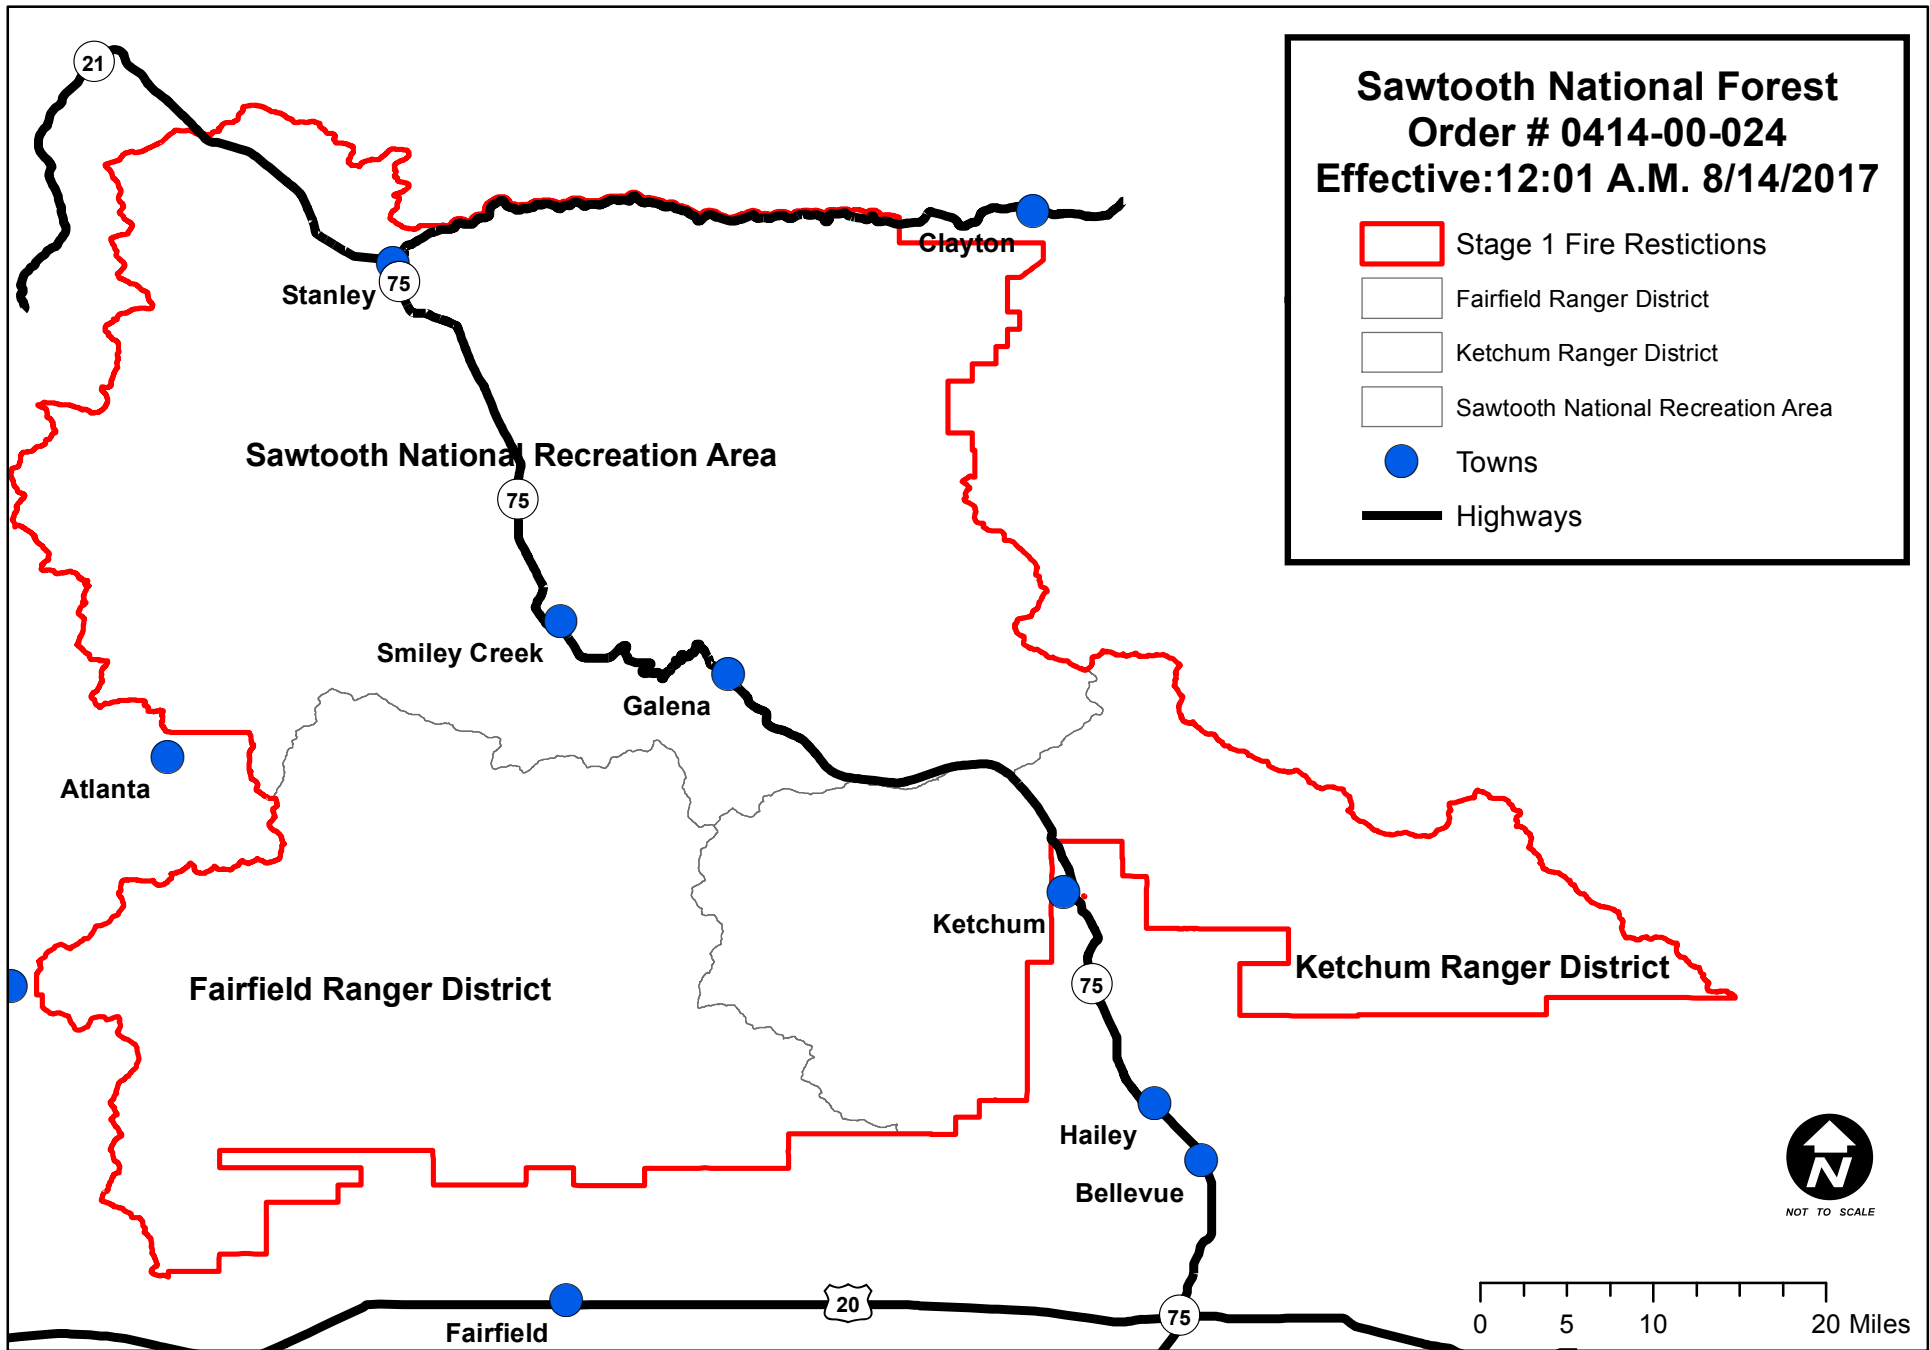 Sawtooth National Forest
Order # 0414-00-024
Effective:12:01 A.M. 8/14/2017
Stage 1 Fire Restictions
Fairfield Ranger District
Ketchum Ranger District
Sawtooth National Recreation Area
Towns
Highways
21
Clayton
75
Stanley
Sawtooth National Recreation Area
75
Smiley Creek
Galena
Atlanta
Ketchum
Ketchum Ranger District
75
Fairfield Ranger District
Hailey
Bellevue
N
NOT TO SCALE
20
75
Fairfield
0 5 10 20 Miles